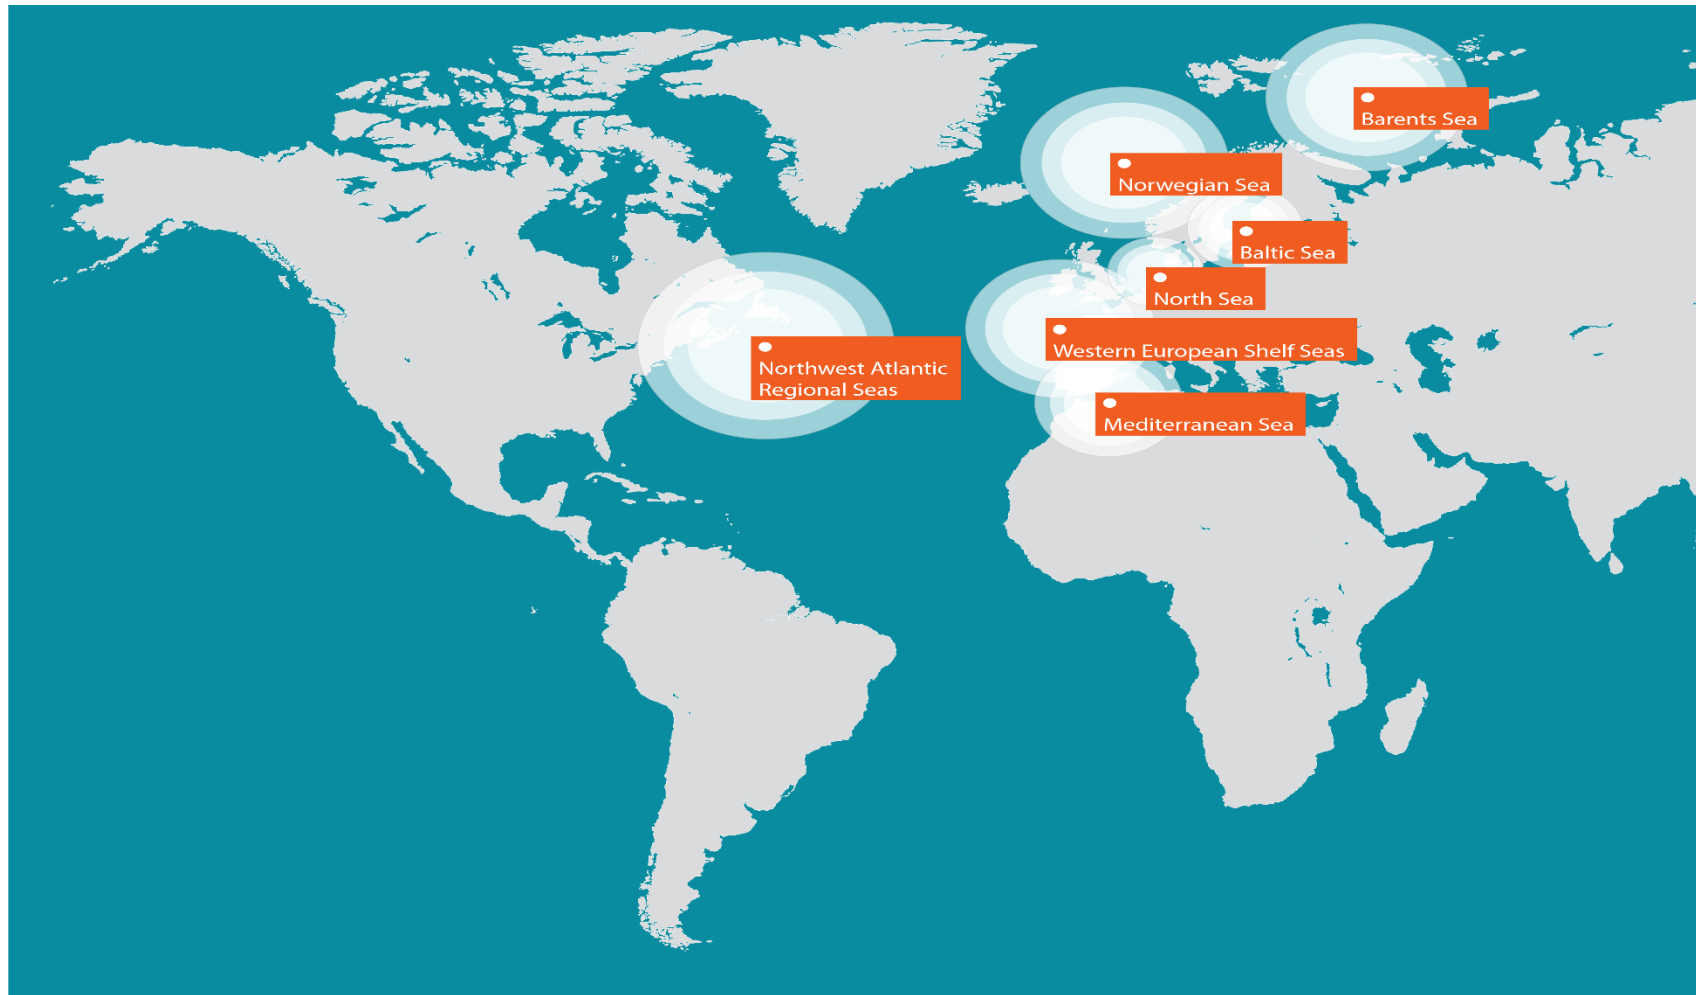 Barents Sea
Norwegian Sea
Baltic Sea
North Sea
Western European Shelf Seas
Northwest Atlantic
Regional Seas
Mediterranean Sea